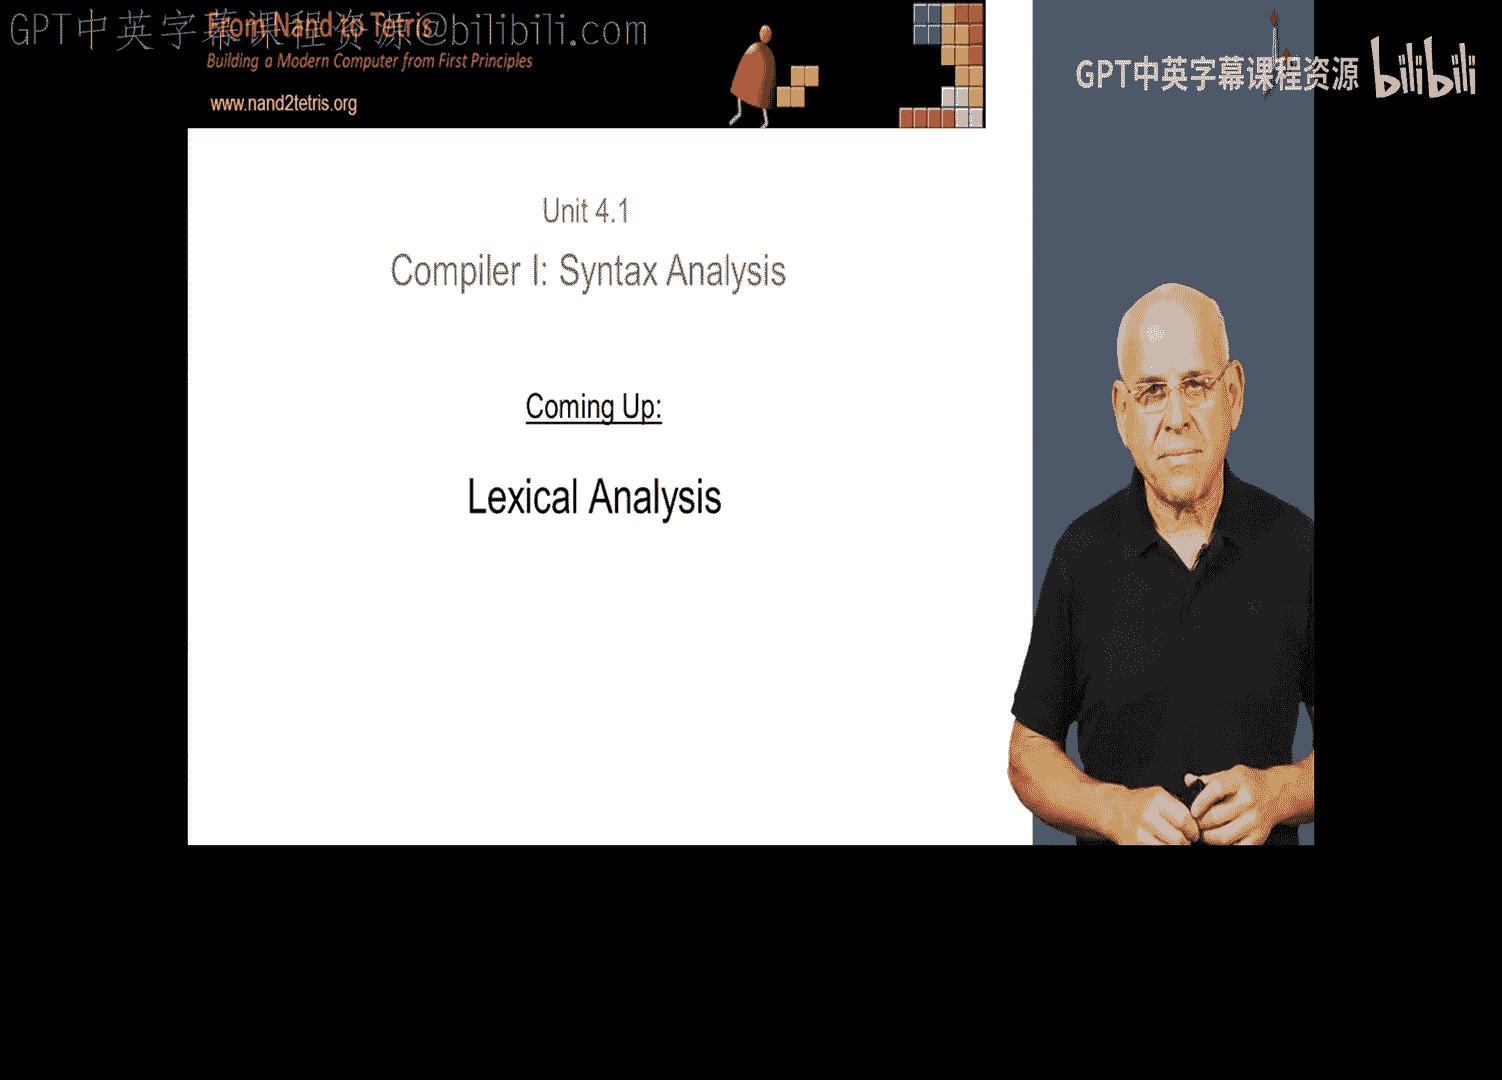 GPT中英字幕课程资源@bilibili.com
From Nand to Tetris
Building a Modern Computer from First Principles
www.nand2tetris.org
GPT中英字幕课程资源 bilibili
Unit 4.1
Compiler I: Syntax Analysis
Coming Up:
Lexical Analysis